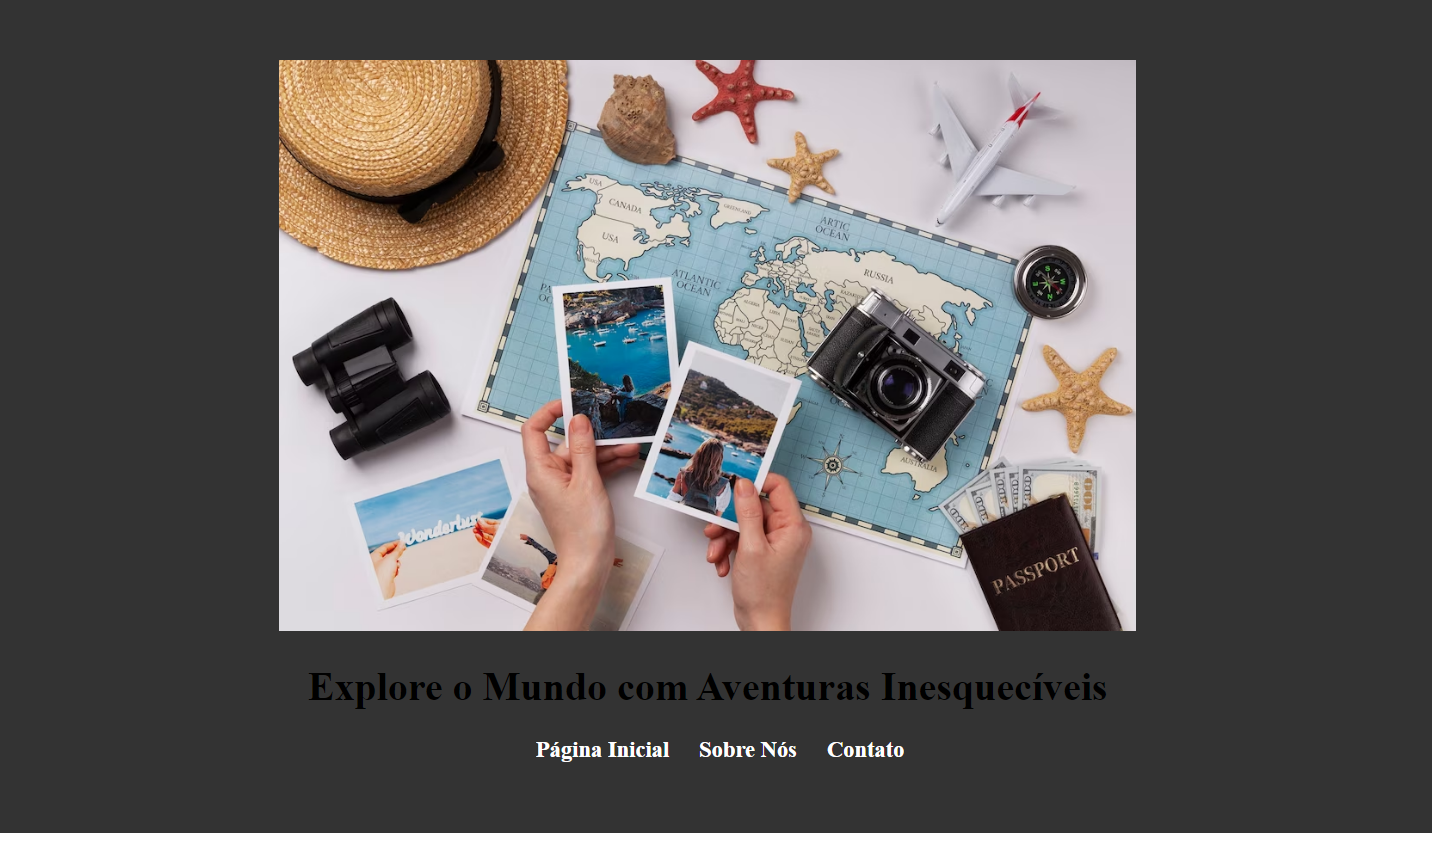 USA
CANADA
USA
GREENLAND
ARTIC
OCEAN
ATLANTIC
OCEAN
RUSSIA
AUSTRALIA
Wonderlust
100
PASSPORT
Explore o Mundo com Aventuras Inesquecíveis
Página Inicial Sobre Nós Contato